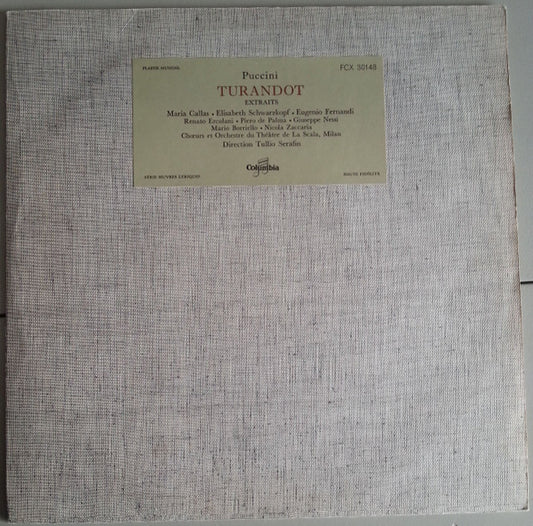 PLAISIR MUSICAL
FCX 30148
Puccini
TURANDOT
EXTRAITS
Maria Callas • Elisabeth Schwarzkopf • Eugenio Fernandi
Renato Ercolani • Piero de Palma • Giuseppe Nessi
Mario Borriello • Nicola Zaccaria
Chœurs et Orchestre du Théâtre de La Scala, Milan
Direction Tullio Serafin
Columbia
SÉRIE ŒUVRES LYRIQUES
HAUTE FIDÉLITÉ